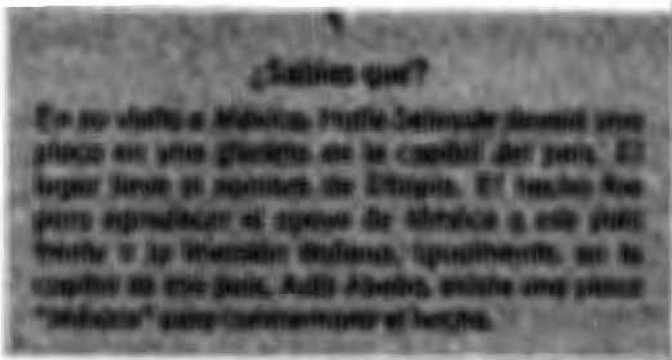 ¿Sabías que?
En su visita a México, Haile Selassie develó una
placa en una glorieta de la capital del país. El
lugar lleva el nombre de Etiopía. El hecho fue
para agradecer el apoyo de México a ese país
frente a la invasión italiana. Igualmente, en la
capital de ese país, Adís Abeba, existe una plaza
"México" para conmemorar el hecho.